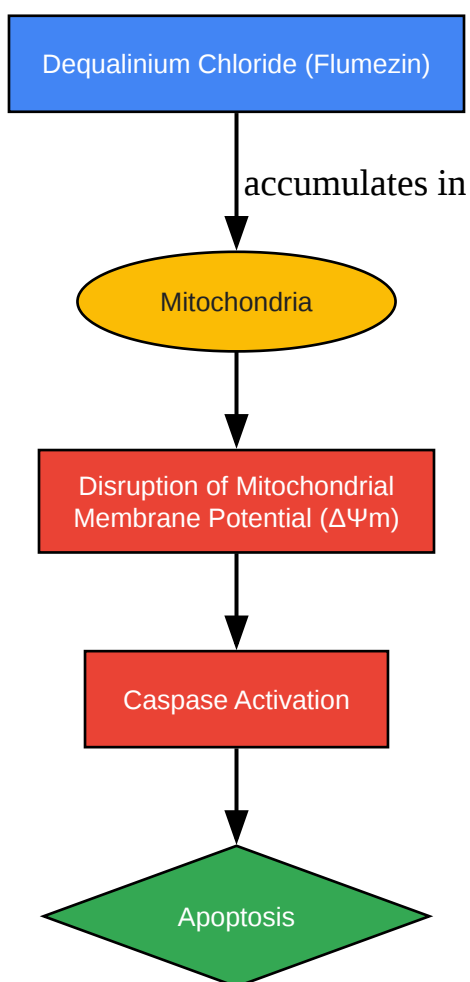 Dequalinium Chloride (Flumezin)
accumulates in
Mitochondria
Disruption of Mitochondrial
Membrane Potential (ΔΨm)
Caspase Activation
Apoptosis